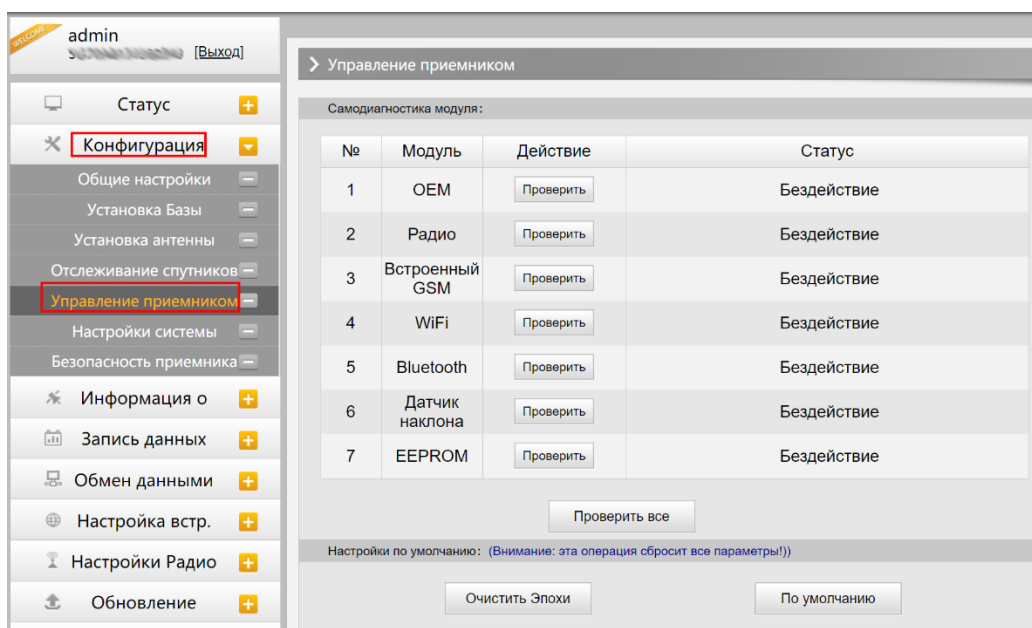 WELCOME
admin
[Выход]
Статус
Конфигурация
Общие настройки
Установка Базы
Установка антенны
Отслеживание спутников
Управление приемником
Настройки системы
Безопасность приемника
Информация о
Запись данных
Обмен данными
Настройка встр.
Настройки Радио
Обновление
Управление приемником
Самодиагностика модуля:
№ Модуль Действие Статус
1 OEM Проверить Бездействие
2 Радио Проверить Бездействие
3 Встроенный GSM Проверить Бездействие
4 WiFi Проверить Бездействие
5 Bluetooth Проверить Бездействие
6 Датчик наклона Проверить Бездействие
7 EEPROM Проверить Бездействие
Проверить все
Настройки по умолчанию: (Внимание: эта операция сбросит все параметры!))
Очистить Эпохи По умолчанию